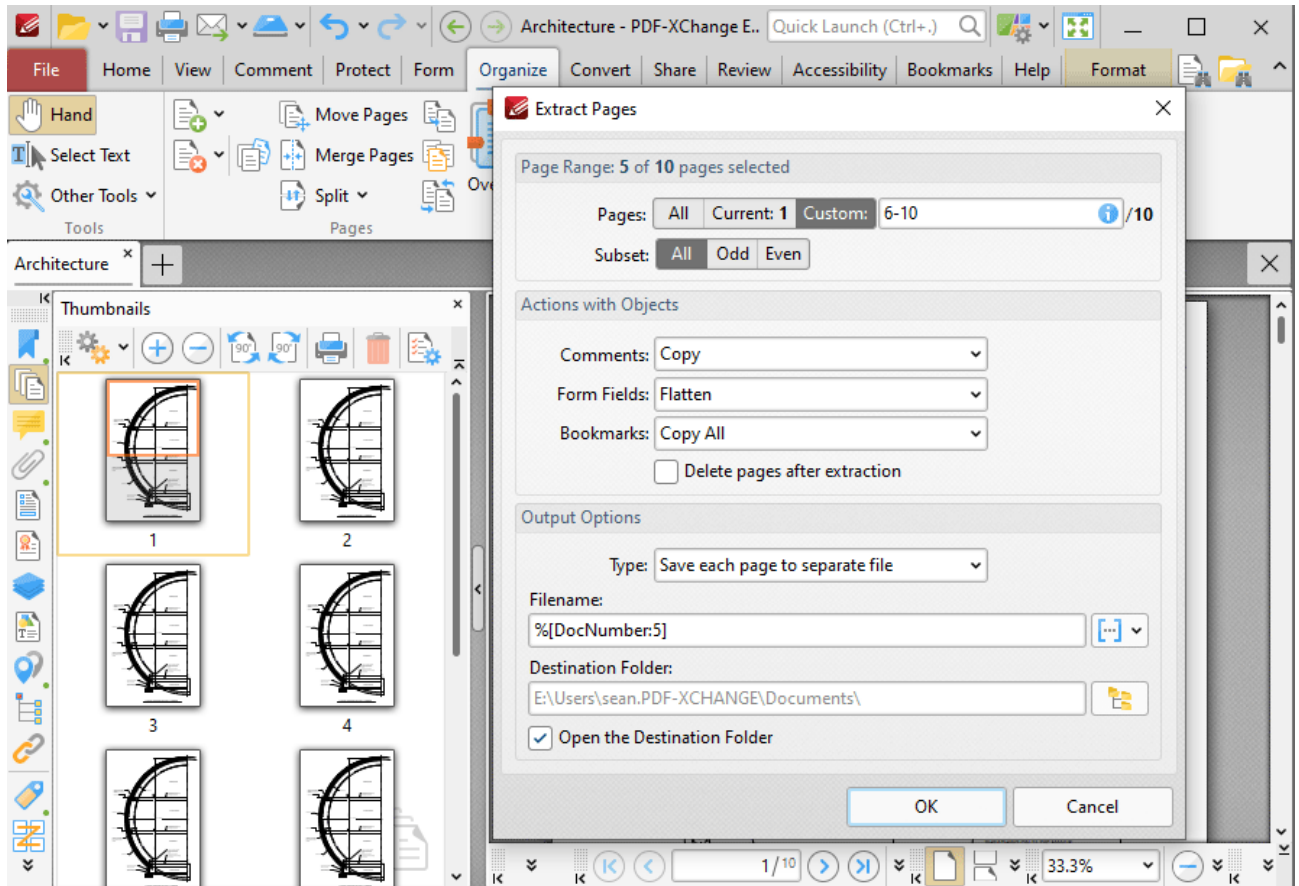 Architecture - PDF-XChange E.. Quick Launch (Ctrl+.)
File Home View Comment Protect Form Organize Convert Share Review Accessibility Bookmarks Help Format
Hand
Select Text
Other Tools
Tools
Move Pages
Merge Pages
Split
Pages
Ove
Architecture
Thumbnails
90° 90°
1 2
3 4
Extract Pages
Page Range: 5 of 10 pages selected
Pages: All Current: 1 Custom: 6-10 /10
Subset: All Odd Even
Actions with Objects
Comments: Copy
Form Fields: Flatten
Bookmarks: Copy All
Delete pages after extraction
Output Options
Type: Save each page to separate file
Filename:
%[DocNumber:5]
Destination Folder:
E:\Users\sean.PDF-XCHANGE\Documents\
Open the Destination Folder
OK Cancel
1/10 33.3%